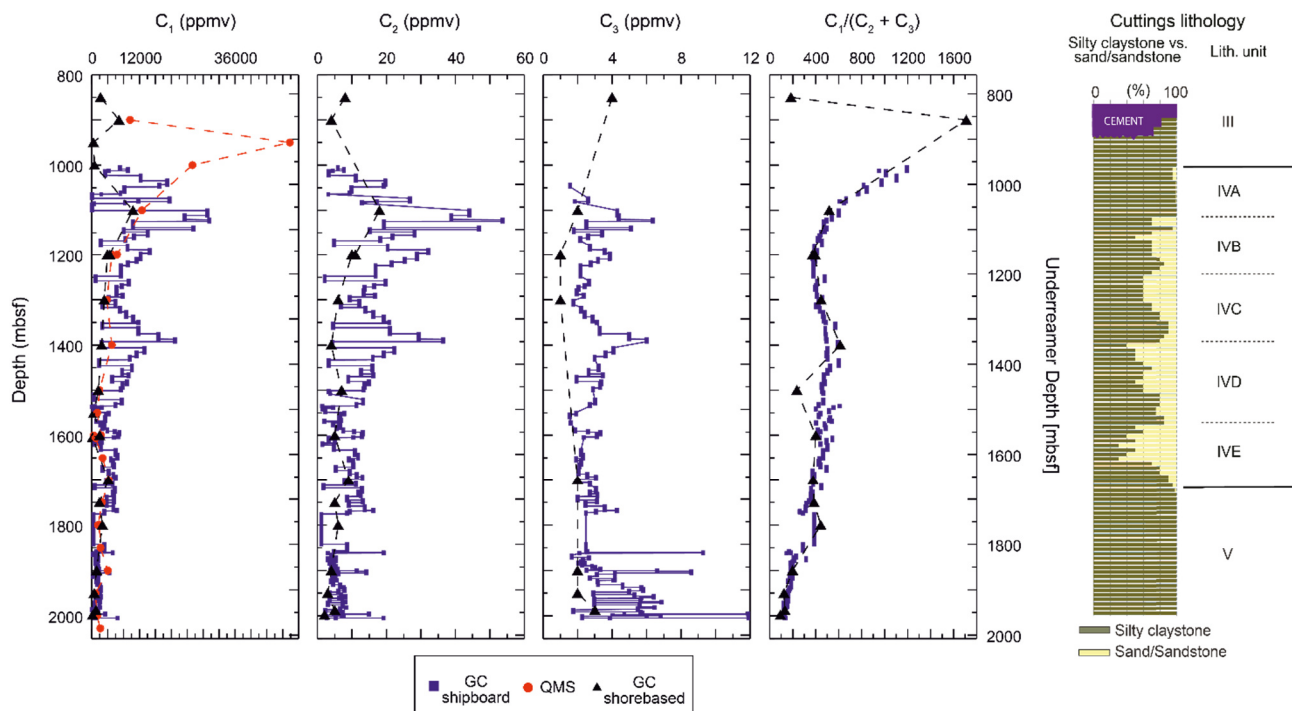 C1 (ppmv)
C2 (ppmv)
C3 (ppmv)
C1/(C2 + C3)
Cuttings lithology
Silty claystone vs.
sand/sandstone
Lith. unit
12000 36000
0 20 40 60
0 4 8 12
0 400 800 1200 1600
0 (%) 100
800
1000
1200
1400
1600
1800
2000
Depth (mbsf)
800
1000
1200
1400
1600
1800
2000
Underreamer Depth [mbsf]
CEMENT
III
IVA
IVB
IVC
IVD
IVE
V
Silty claystone
Sand/Sandstone
GC
shipboard
QMS
GC
shorebased